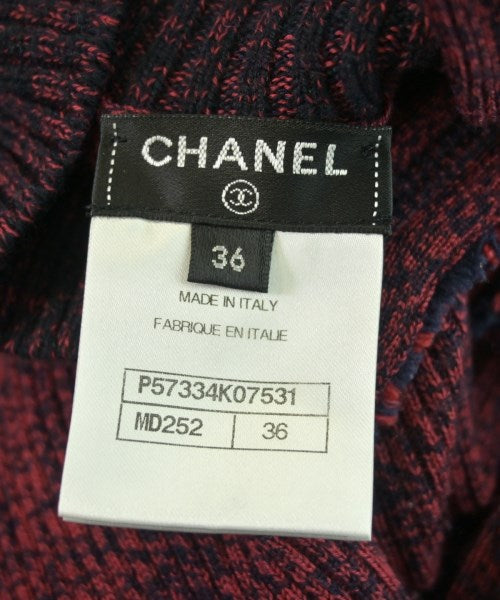 CHANEL
36
MADE IN ITALY
FABRIQUE EN ITALIE
P57334K07531
MD252 36